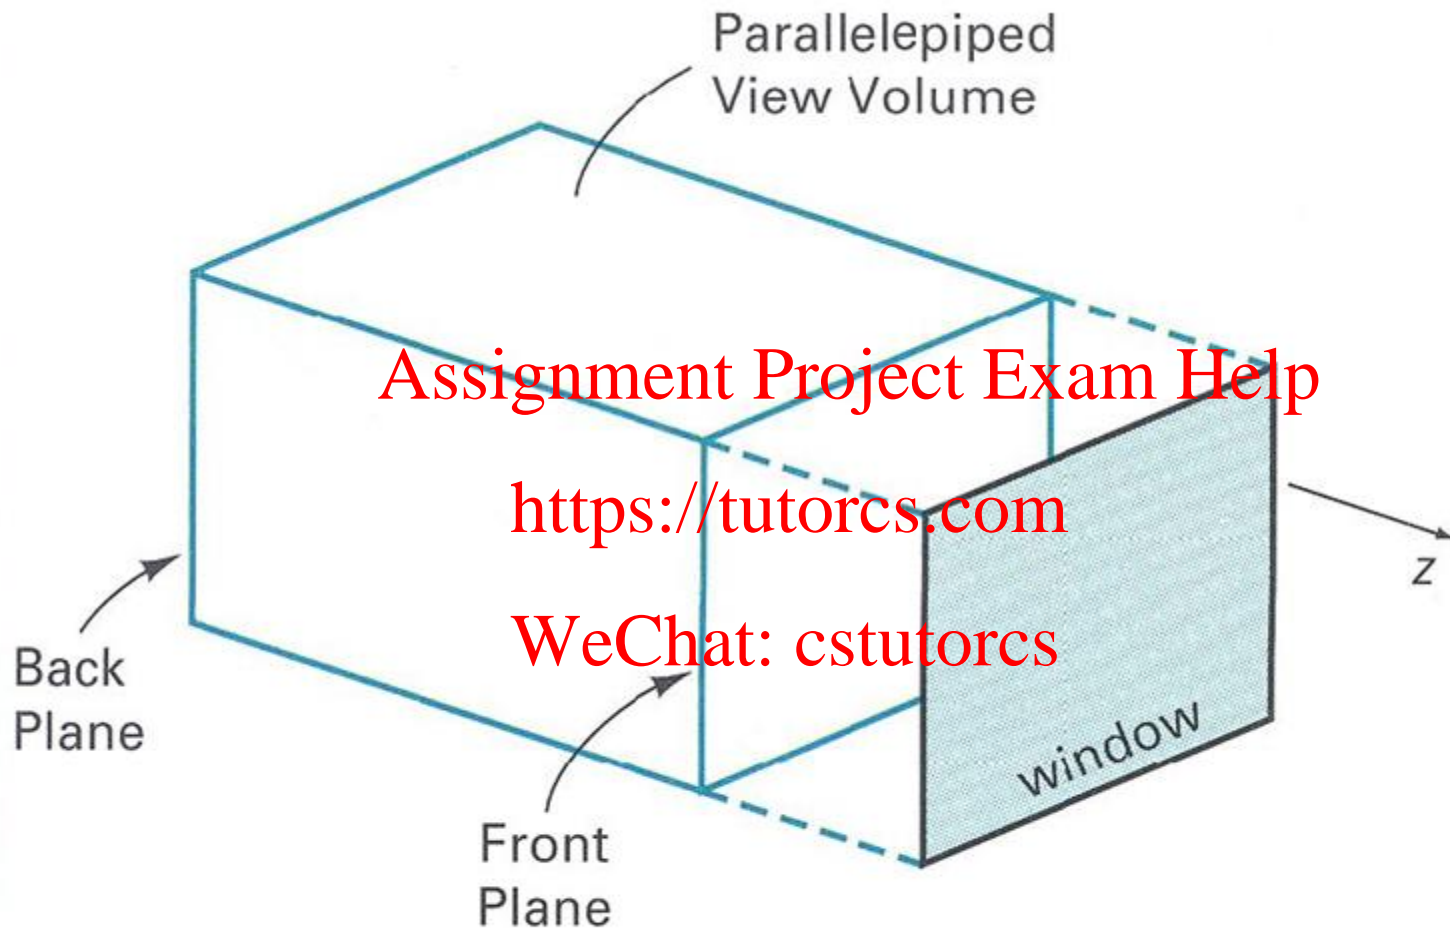 Parallelepiped
View Volume
Assignment Project Exam Help
https://tutorcs.com
z
WeChat: cstutorcs
Back
Plane
window
Front
Plane